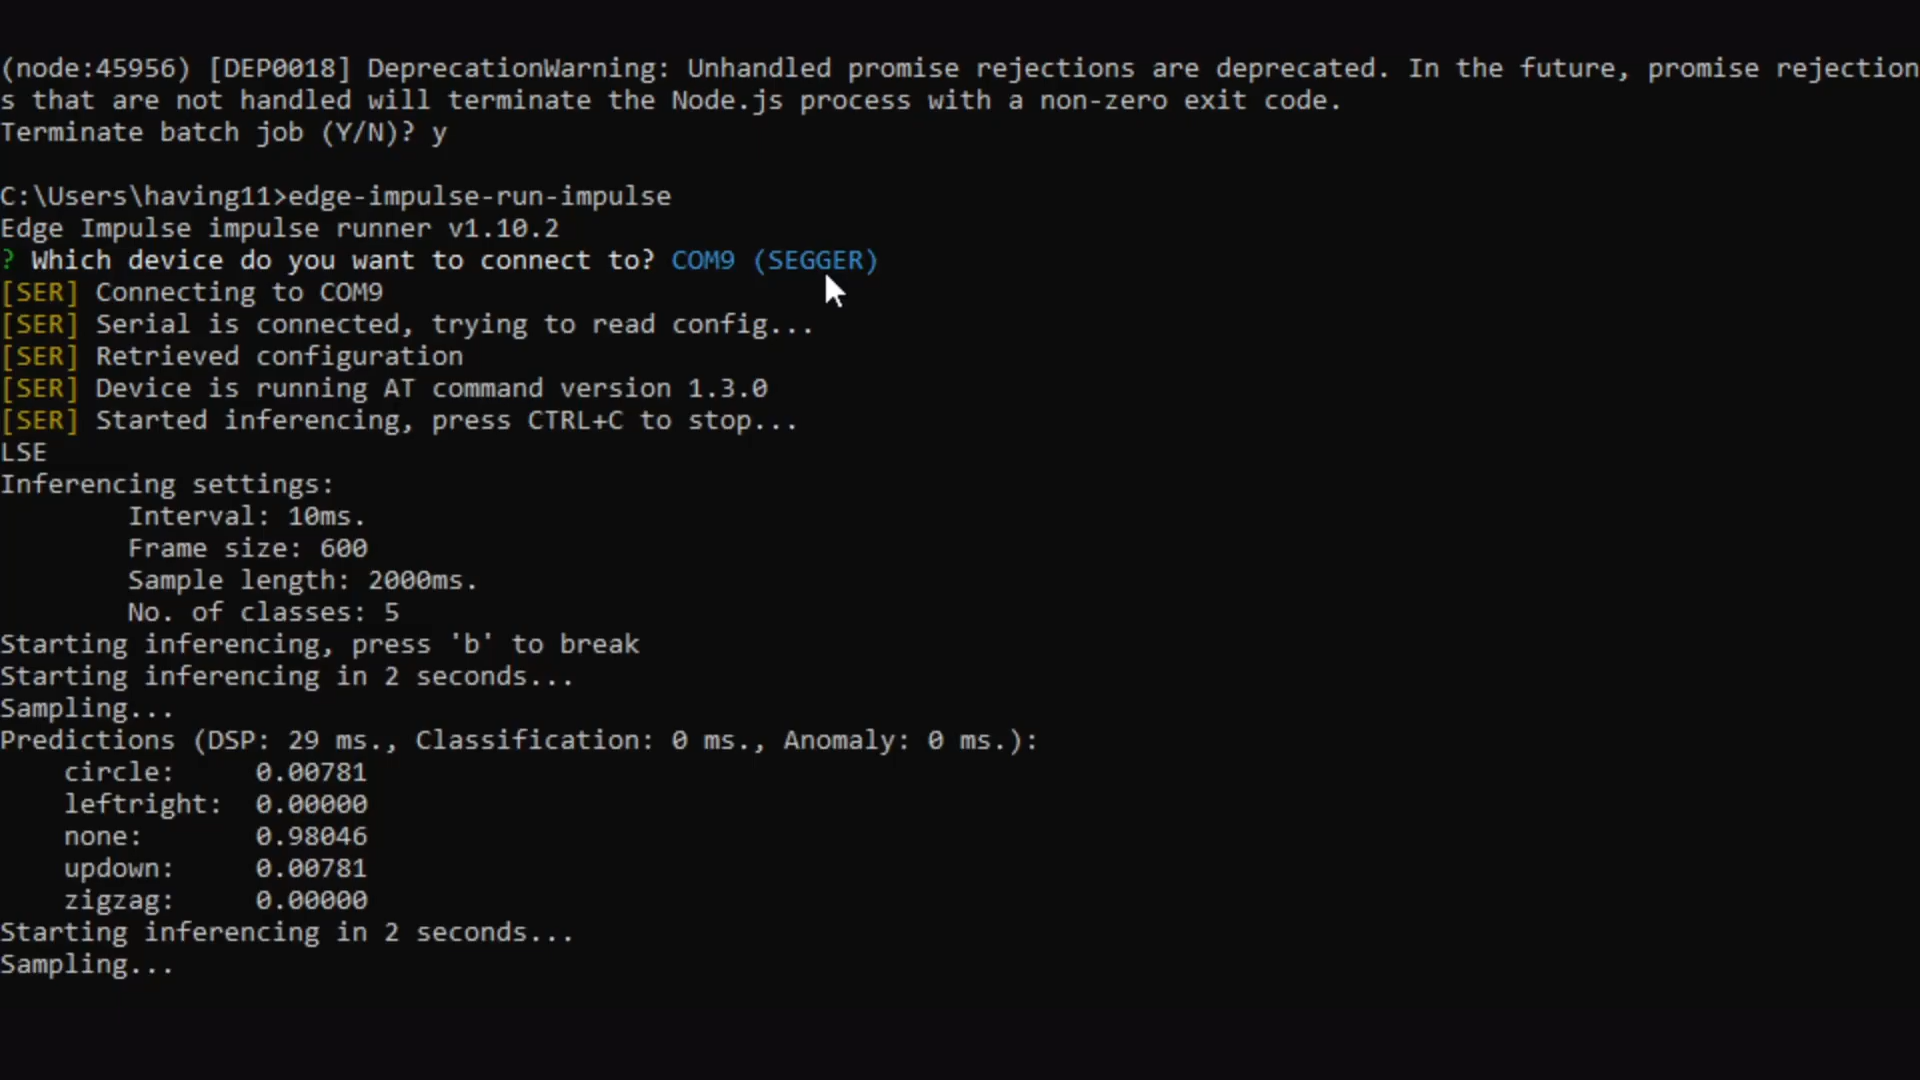 (node:45956) [DEP0018] DeprecationWarning: Unhandled promise rejections are deprecated. In the future, promise rejection
s that are not handled will terminate the Node.js process with a non-zero exit code.
Terminate batch job (Y/N)? y
C:\Users\having11>edge-impulse-run-impulse
Edge Impulse impulse runner v1.10.2
? Which device do you want to connect to? COM9 (SEGGER)
[SER] Connecting to COM9
[SER] Serial is connected, trying to read config...
[SER] Retrieved configuration
[SER] Device is running AT command version 1.3.0
[SER] Started inferencing, press CTRL+C to stop...
LSE
Inferencing settings:
        Interval: 10ms.
        Frame size: 600
        Sample length: 2000ms.
        No. of classes: 5
Starting inferencing, press 'b' to break
Starting inferencing in 2 seconds...
Sampling...
Predictions (DSP: 29 ms., Classification: 0 ms., Anomaly: 0 ms.):
    circle:     0.00781
    leftright:  0.00000
    none:       0.98046
    updown:     0.00781
    zigzag:     0.00000
Starting inferencing in 2 seconds...
Sampling...